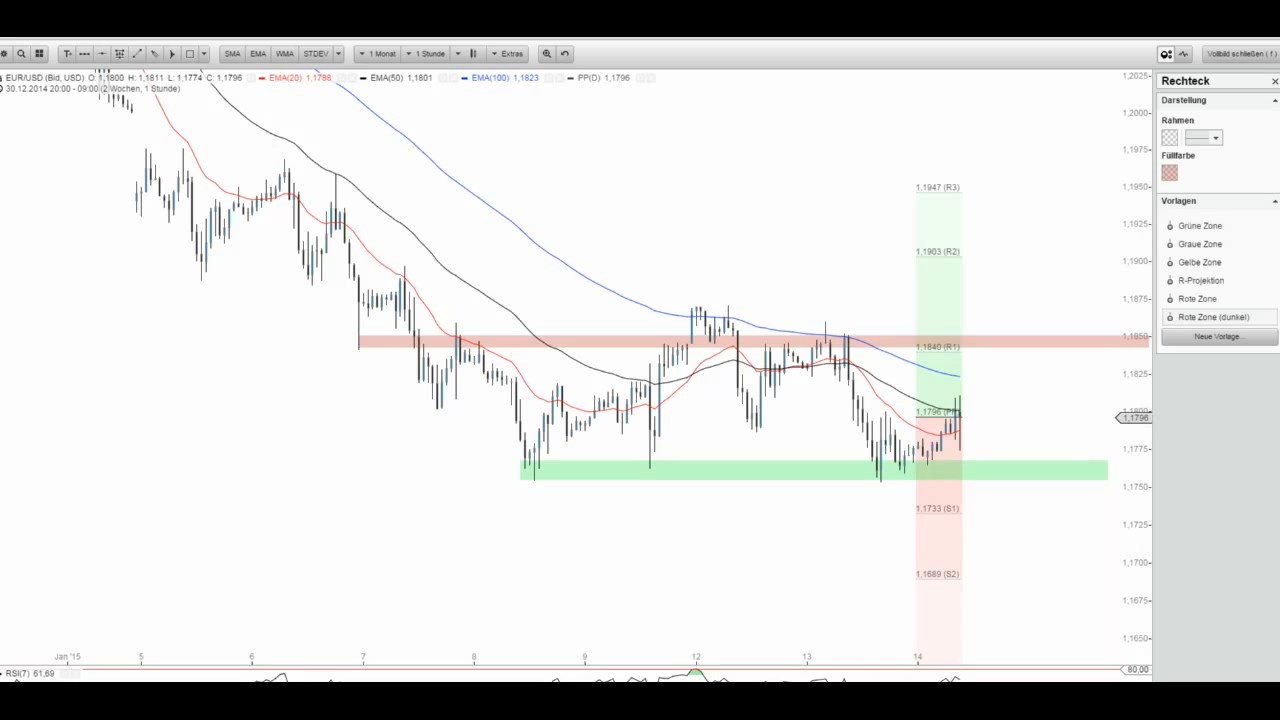 SMA EMA WMA STDEV 1 Monat 1 Stunde Extras Vollbild schließen ( f )
EUR/USD (Bid, USD) O: 1,1800 H: 1,1811 L: 1,1774 C: 1,1796 EMA(20) 1,1786 EMA(50) 1,1801 EMA(100) 1,1823 PP(D) 1,1796
30.12.2014 20:00 - 09:00 (2 Wochen, 1 Stunde)
Rechteck
Darstellung
Rahmen
Füllfarbe
Vorlagen
Grüne Zone
Graue Zone
Gelbe Zone
R-Projektion
Rote Zone
Rote Zone (dunkel)
Neue Vorlage...
1,2025
1,2000
1,1975
1,1950
1,1925
1,1900
1,1875
1,1850
1,1825
1,1800
1,1796
1,1775
1,1750
1,1725
1,1700
1,1675
1,1650
1,1947 (R3)
1,1903 (R2)
1,1840 (R1)
1,1796
1,1733 (S1)
1,1689 (S2)
Jan '15 5 6 7 8 9 12 13 14
80,00
RSI(7) 61,69